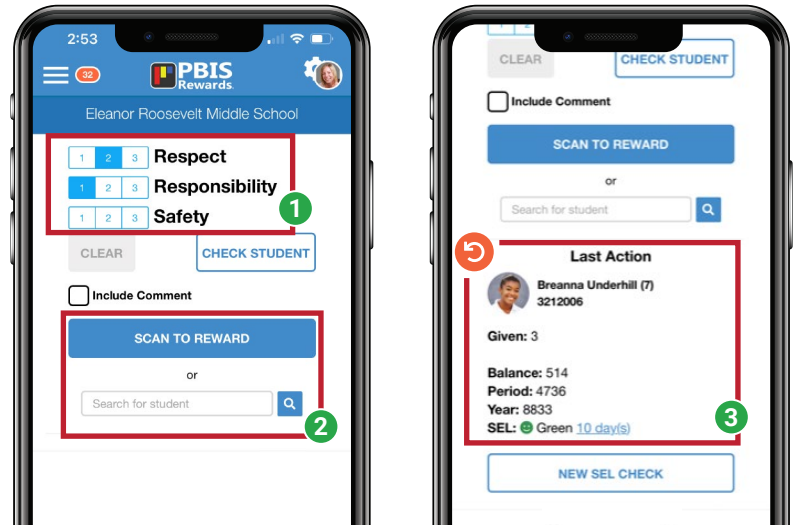 2:53
32
PBIS
Rewards
Eleanor Roosevelt Middle School
1 2 3 Respect
1 2 3 Responsibility
1 2 3 Safety
1
CLEAR
CHECK STUDENT
Include Comment
SCAN TO REWARD
or
Search for student
2
1 2 3
CLEAR
CHECK STUDENT
Include Comment
SCAN TO REWARD
or
Search for student
Last Action
Breanna Underhill (7)
3212006
Given: 3
Balance: 514
Period: 4736
Year: 8833
SEL: Green 10 day(s)
3
NEW SEL CHECK